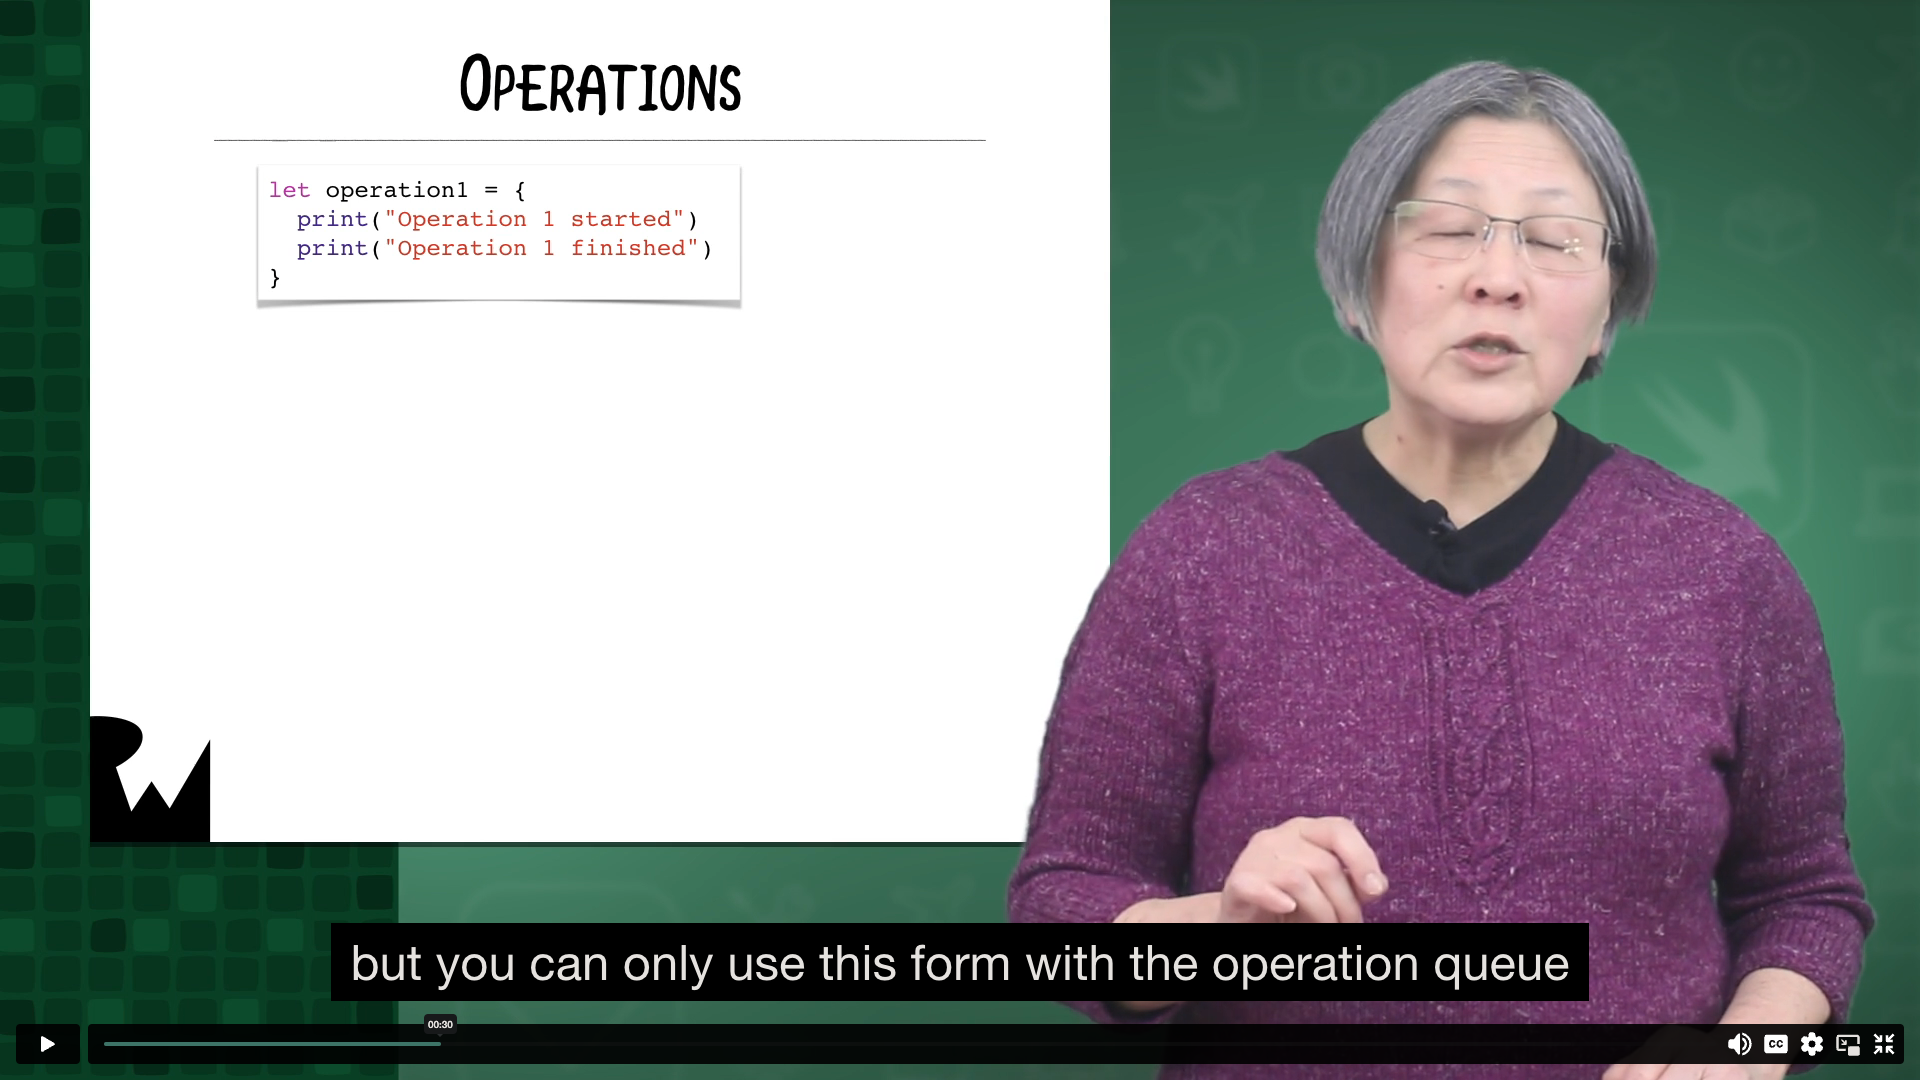 OPERATIONS
let operation1 = {
  print("Operation 1 started")
  print("Operation 1 finished")
}
RW
but you can only use this form with the operation queue
00:30
CC